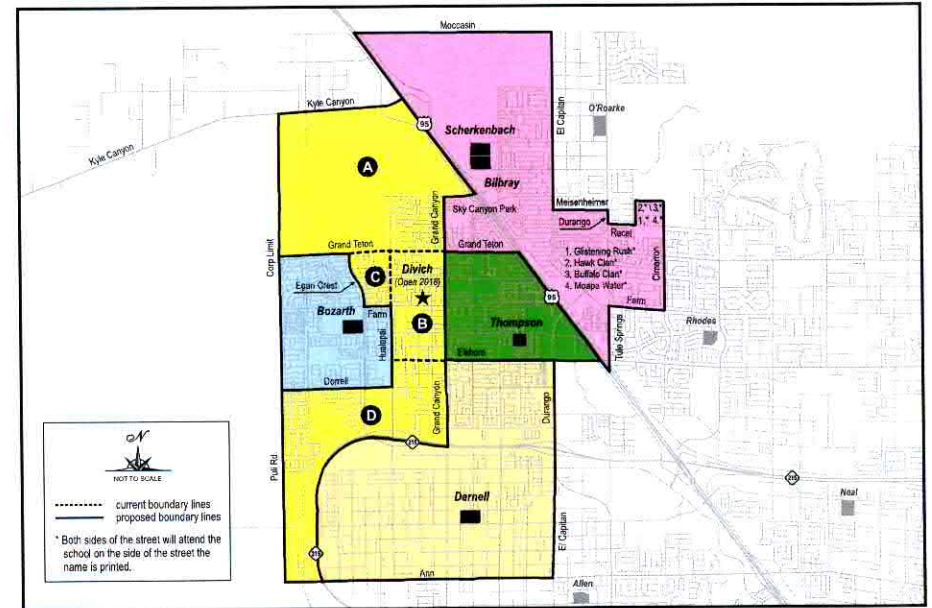 Moccasin
Kyle Canyon
Kyle Canyon
95
El Capitan
O'Roarke
Scherkenbach
A
Bilbray
Grand Canyon
Sky Canyon Park
Meisenheimer
Durango
2.* 3.*
1.* 4.*
Racel
Corp Limit
Grand Teton
Grand Teton
1. Glistening Rush*
2. Hawk Clan*
3. Buffalo Clan*
4. Moapa Water*
Cimarron
C
Divich
(Open 2018)
Egan Crest
95
Farm
Bozarth
Farm
B
Thompson
Hualapai
Tule Springs
Rhodes
Elkhorn
Dorrell
D
Grand Canyon
Durango
215
N
NOT TO SCALE
Puli Rd
215
Neal
current boundary lines
proposed boundary lines
Dernell
El Capitan
* Both sides of the street will attend the
school on the side of the street the
name is printed.
215
Ann
Allen